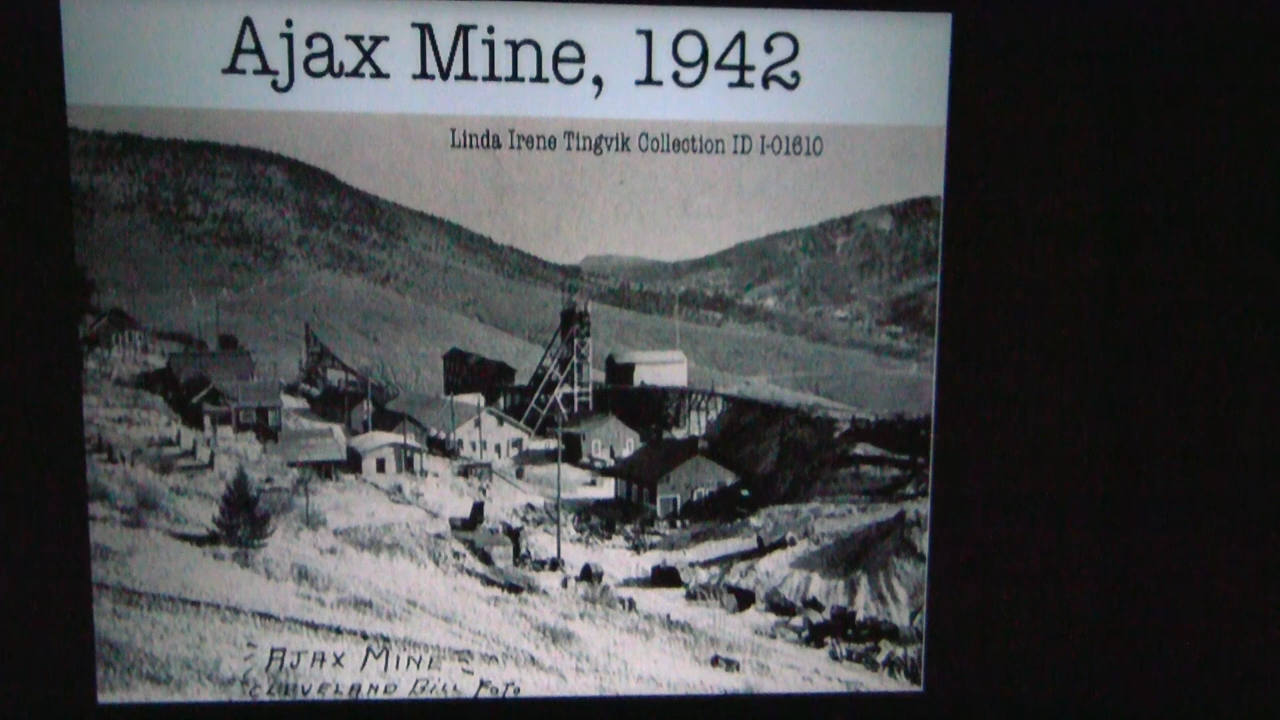 Ajax Mine, 1942
Linda Irene Tingvik Collection ID I-01610
AJAX MINE
CLEVELAND BILL FOTO